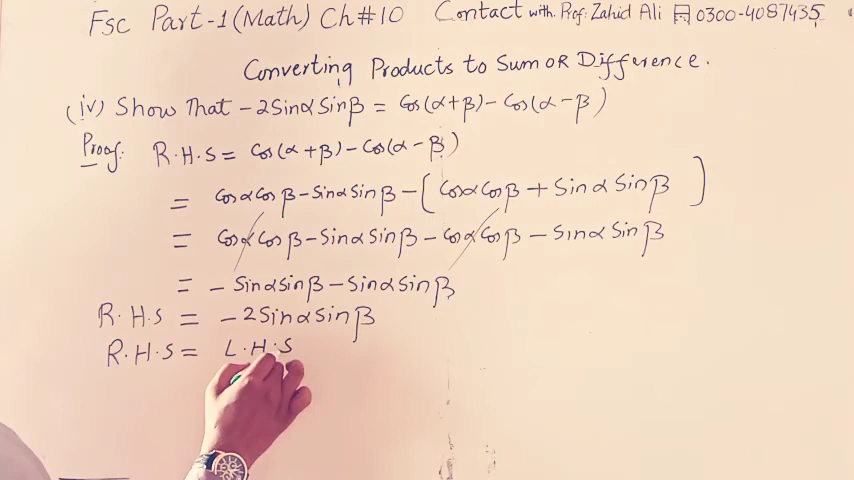 Fsc Part-1 (Math) Ch#10 Contact with. Prof: Zahid Ali 0300-4087435
Converting Products to Sum OR Difference.
(iv) Show That -2Sinα Sinβ = Cos(α+β) - Cos(α-β)
Proof: R.H.S = Cos(α+β) - Cos(α-β)
= Cosα Cosβ - Sinα Sinβ - (Cosα Cosβ + Sinα Sinβ)
= Cosα Cosβ - Sinα Sinβ - Cosα Cosβ - Sinα Sinβ
= - Sinα sinβ - Sinα sinβ
R.H.S = -2Sinα Sinβ
R.H.S = L.H.S